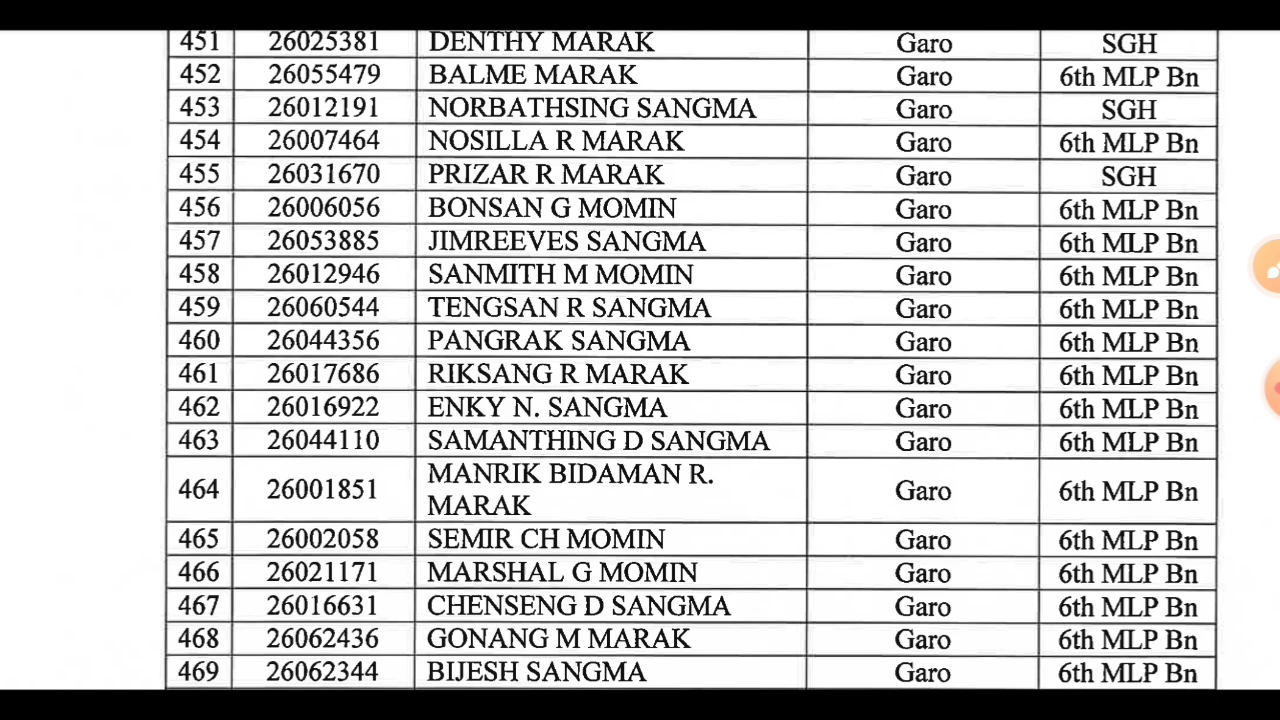 451 26025381 DENTHY MARAK Garo SGH
452 26055479 BALME MARAK Garo 6th MLP Bn
453 26012191 NORBATHSING SANGMA Garo SGH
454 26007464 NOSILLA R MARAK Garo 6th MLP Bn
455 26031670 PRIZAR R MARAK Garo SGH
456 26006056 BONSAN G MOMIN Garo 6th MLP Bn
457 26053885 JIMREEVES SANGMA Garo 6th MLP Bn
458 26012946 SANMITH M MOMIN Garo 6th MLP Bn
459 26060544 TENGSAN R SANGMA Garo 6th MLP Bn
460 26044356 PANGRAK SANGMA Garo 6th MLP Bn
461 26017686 RIKSANG R MARAK Garo 6th MLP Bn
462 26016922 ENKY N. SANGMA Garo 6th MLP Bn
463 26044110 SAMANTHING D SANGMA Garo 6th MLP Bn
464 26001851 MANRIK BIDAMAN R. Garo 6th MLP Bn
MARAK
465 26002058 SEMIR CH MOMIN Garo 6th MLP Bn
466 26021171 MARSHAL G MOMIN Garo 6th MLP Bn
467 26016631 CHENSENG D SANGMA Garo 6th MLP Bn
468 26062436 GONANG M MARAK Garo 6th MLP Bn
469 26062344 BIJESH SANGMA Garo 6th MLP Bn